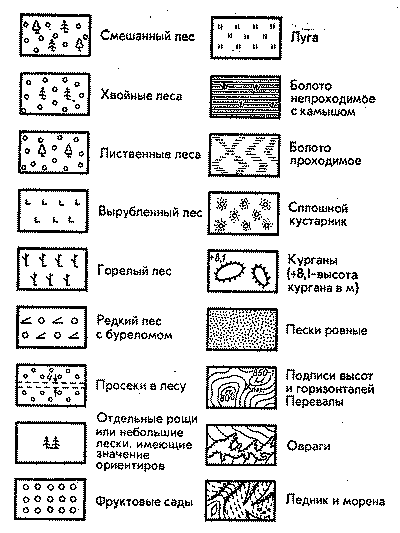 Смешанный лес
Хвойные леса
Лиственные леса
Вырубленный лес
Горелый лес
Редкий лес
с буреломом
Просеки в лесу
Отдельные рощи
или небольшие
лески, имеющие
значение
ориентиров
Фруктовые сады
Луга
Болото
непроходимое
с камышом
Болото
проходимое
Сплошной
кустарник
+8,1
Курганы
(+8,1-высота
кургана в м)
Пески ровные
850
Подписи высот
и горизонталей
Перевалы
Овраги
Ледник и морена